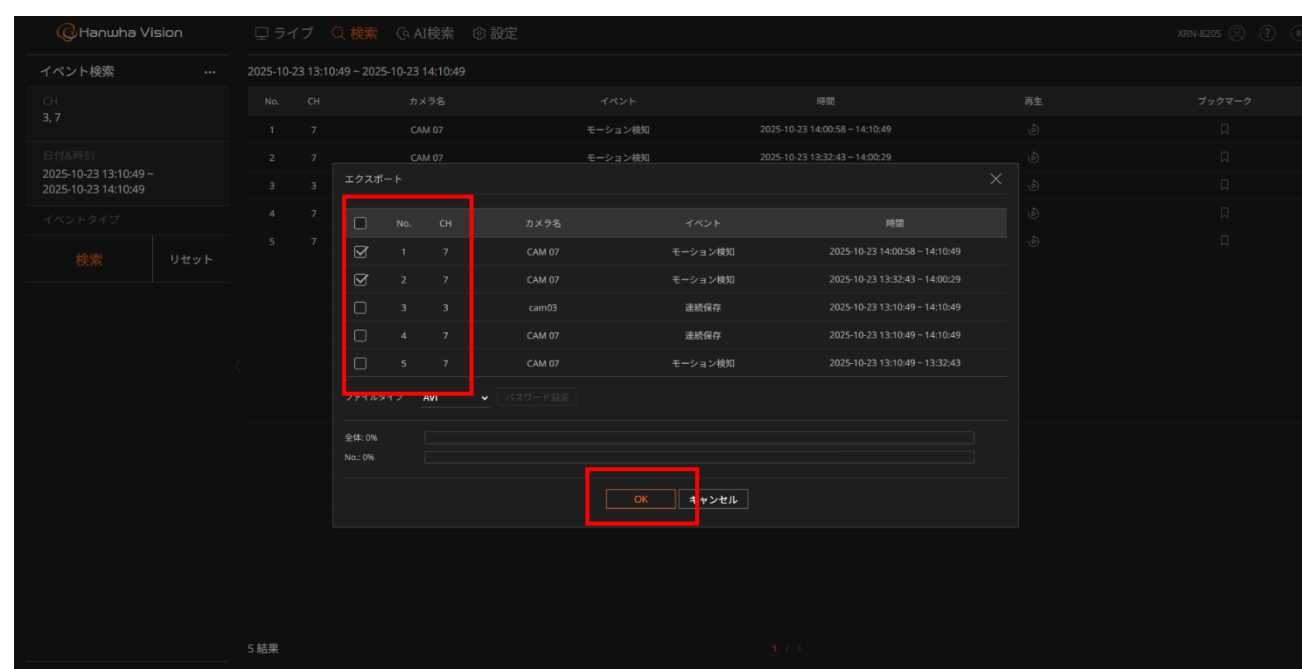 Hanwha Vision
ライブ 検索 AI検索 設定
XRN-820S
イベント検索 ...
2025-10-23 13:10:49 ~ 2025-10-23 14:10:49
CH
3, 7
日付&時刻
2025-10-23 13:10:49 ~
2025-10-23 14:10:49
イベントタイプ
検索 リセット
No. CH カメラ名 イベント 時間 再生 ブックマーク
1 7 CAM 07 モーション検知 2025-10-23 14:00:58 ~ 14:10:49
2 7 CAM 07 モーション検知 2025-10-23 13:32:43 ~ 14:00:29
3 3
4 7
5 7
エクスポート
No. CH カメラ名 イベント 時間
1 7 CAM 07 モーション検知 2025-10-23 14:00:58 ~ 14:10:49
2 7 CAM 07 モーション検知 2025-10-23 13:32:43 ~ 14:00:29
3 3 cam03 連続保存 2025-10-23 13:10:49 ~ 14:10:49
4 7 CAM 07 連続保存 2025-10-23 13:10:49 ~ 14:10:49
5 7 CAM 07 モーション検知 2025-10-23 13:10:49 ~ 13:32:43
ファイルタイプ AVI パスワード設定
全体: 0%
No.: 0%
OK キャンセル
5 結果
1 / 1